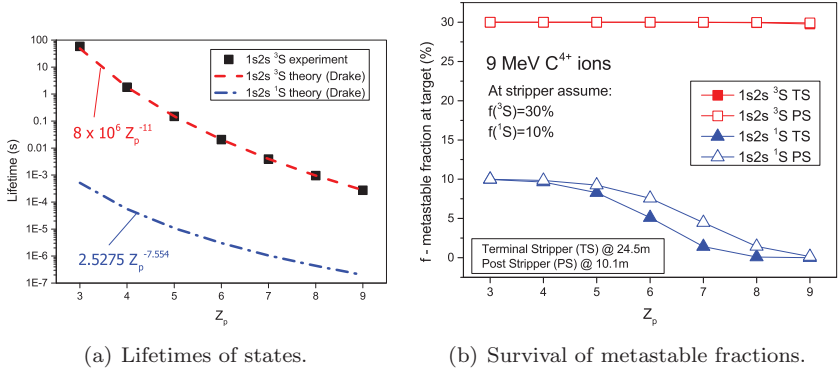 100
10
1
0.1
0.01
1E-3
1E-4
1E-5
1E-6
1E-7
Lifetime (s)
1s2s ³S experiment
1s2s ³S theory (Drake)
1s2s ¹S theory (Drake)
8 x 10⁶ Zₚ⁻¹¹
2.5275 Zₚ⁻⁷·⁵⁵⁴
3 4 5 6 7 8 9
Zₚ
(a) Lifetimes of states.
30
25
20
15
10
5
0
f - metastable fraction at target (%)
9 MeV C⁴⁺ ions
At stripper assume:
f(³S)=30%
f(¹S)=10%
1s2s ³S TS
1s2s ³S PS
1s2s ¹S TS
1s2s ¹S PS
Terminal Stripper (TS) @ 24.5m
Post Stripper (PS) @ 10.1m
3 4 5 6 7 8 9
Zₚ
(b) Survival of metastable fractions.